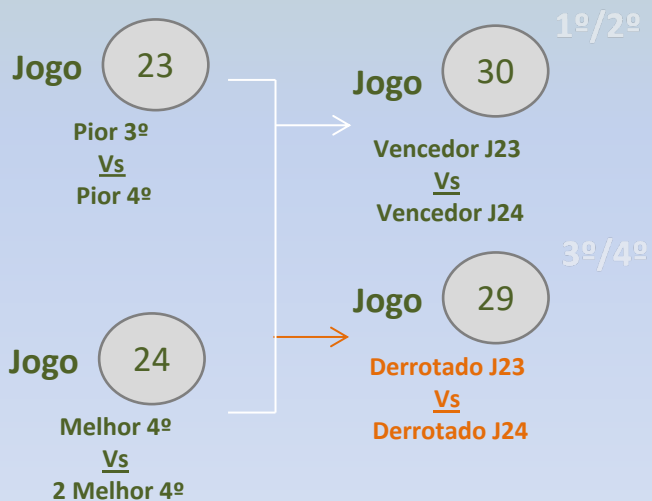 Jogo 23
Pior 3º
Vs
Pior 4º
Jogo 24
Melhor 4º
Vs
2 Melhor 4º
1º/2º
Jogo 30
Vencedor J23
Vs
Vencedor J24
3º/4º
Jogo 29
Derrotado J23
Vs
Derrotado J24